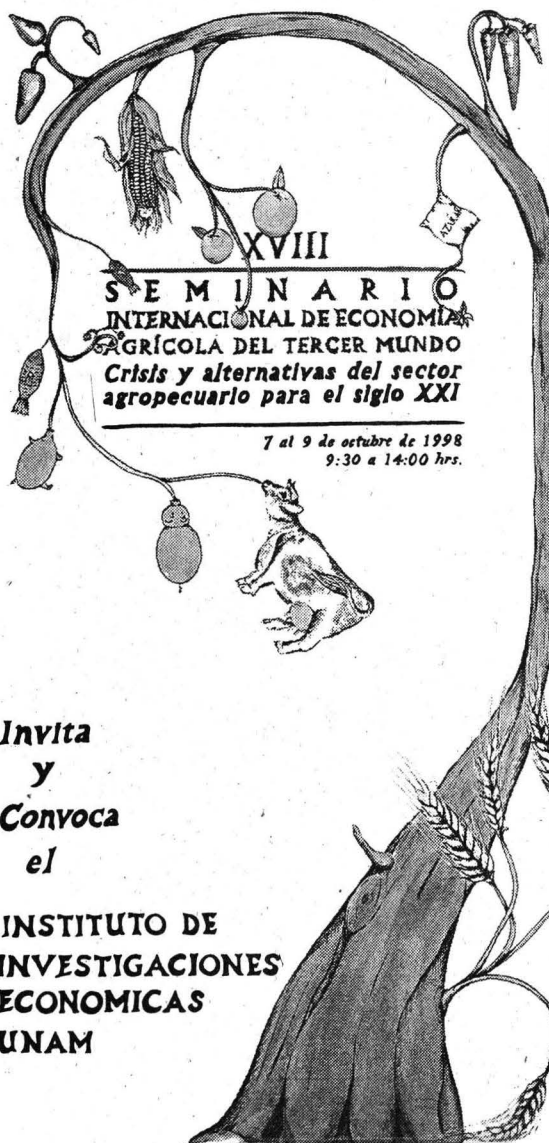 XVIII
SEMINARIO
INTERNACIONAL DE ECONOMÍA
AGRÍCOLA DEL TERCER MUNDO
Crisis y alternativas del sector
agropecuario para el siglo XXI
7 al 9 de octubre de 1998
9:30 a 14:00 hrs.
AZUCAR
Invita
y
Convoca
el
INSTITUTO DE
INVESTIGACIONES
ECONOMICAS
UNAM